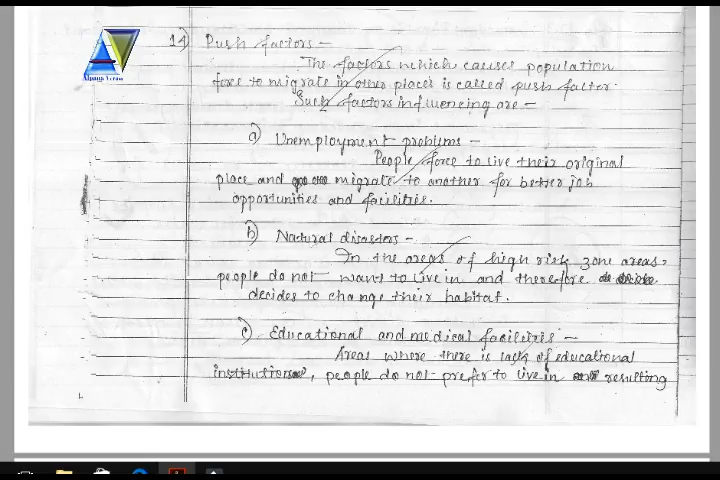 14) Push factors -
The factors which causes population
force to migrate in other places is called push factor.
Such factors influencing are -
a) Unemployment problems -
People force to live their original
place and migrate to another for better job
opportunities and facilities.
b) Natural disasters -
In the areas of high risk zone areas,
people do not want to live in and therefore
decides to change their habitat.
c) Educational and medical facilities -
Areas where there is lack of educational
institutions, people do not prefer to live in resulting